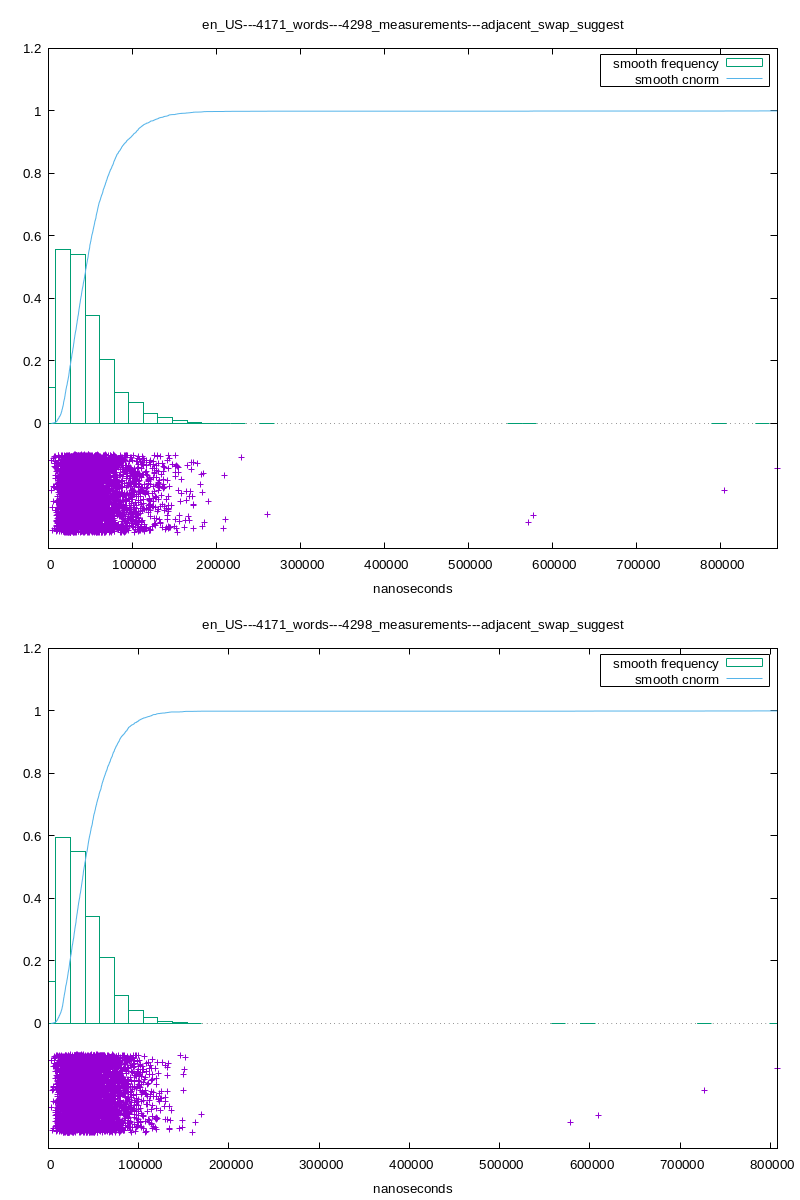 en_US---4171_words---4298_measurements---adjacent_swap_suggest
1.2
smooth frequency
smooth cnorm
1
0.8
0.6
0.4
0.2
0
0 100000 200000 300000 400000 500000 600000 700000 800000
nanoseconds
en_US---4171_words---4298_measurements---adjacent_swap_suggest
1.2
smooth frequency
smooth cnorm
1
0.8
0.6
0.4
0.2
0
0 100000 200000 300000 400000 500000 600000 700000 800000
nanoseconds